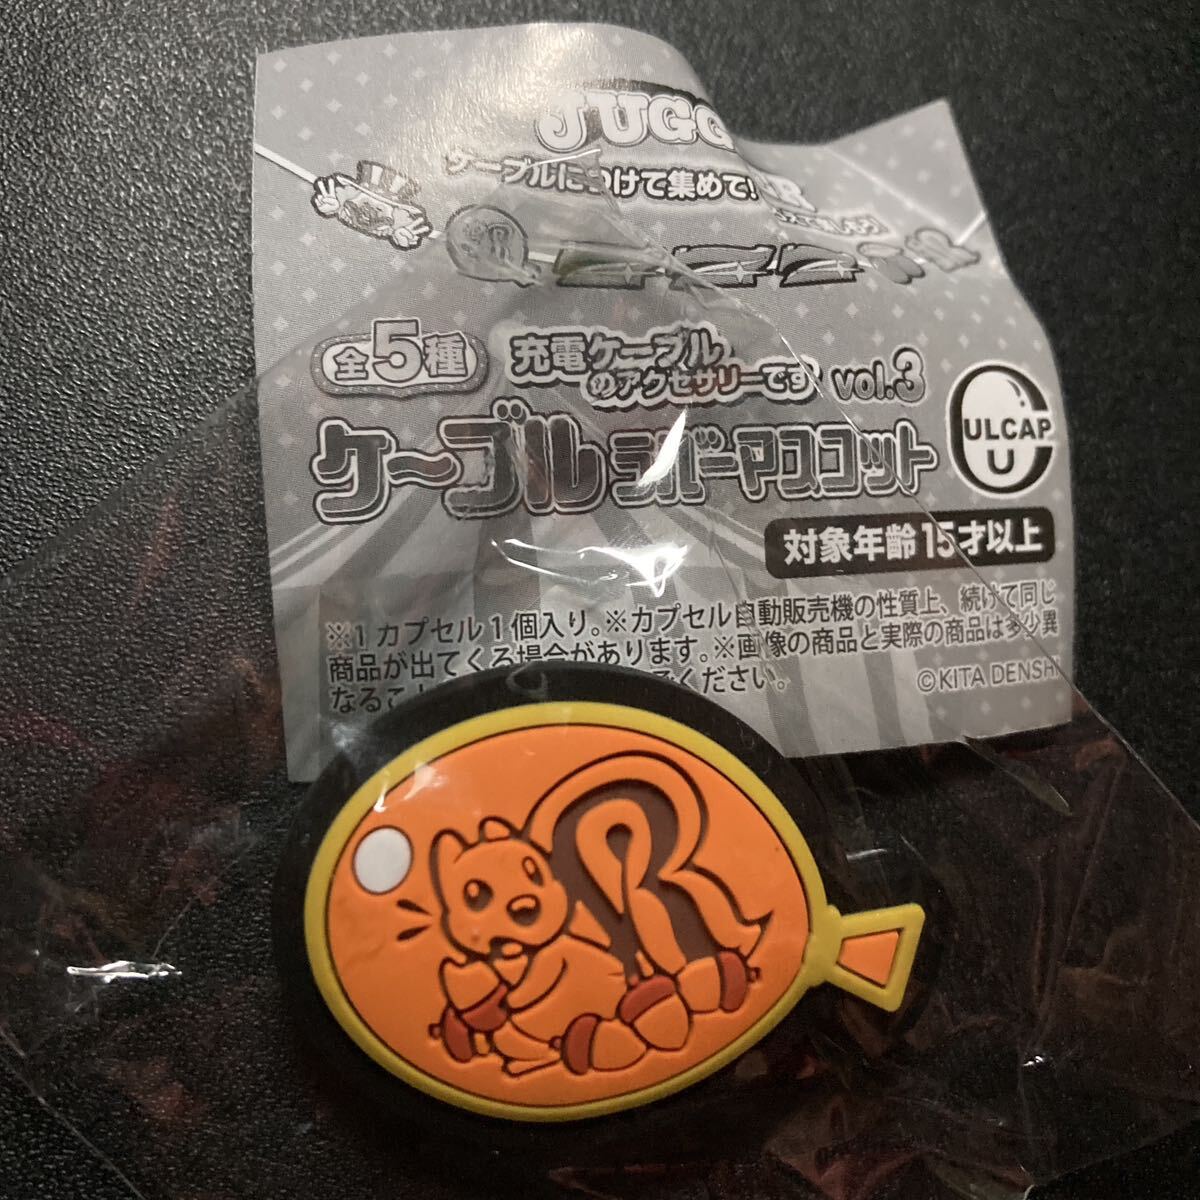 JUGG
ケーブルにつけて集めて!
全5種
充電ケーブル
のアクセサリーです
vol.3
ケーブルラバーマスコット
ULCAP
U
対象年齢15才以上
※1カプセル1個入り。※カプセル自動販売機の性質上、続けて同じ
商品が出てくる場合があります。※画像の商品と実際の商品は多少異
なること ください。
©KITA DENSHI
R